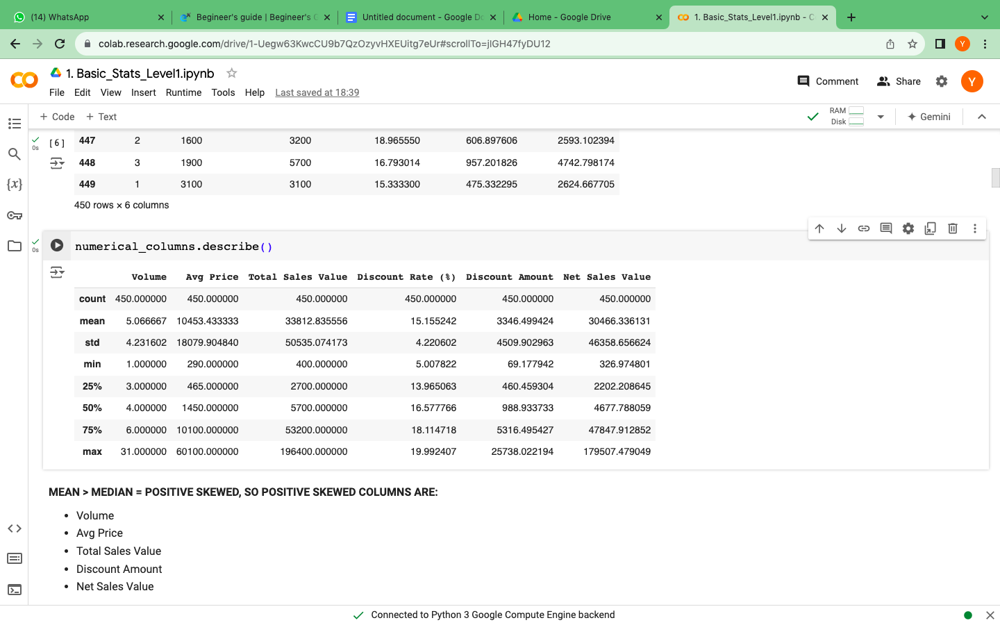 (14) WhatsApp
Begineer's guide | Begineer's G
Untitled document - Google Do
Home - Google Drive
1. Basic_Stats_Level1.ipynb - C
colab.research.google.com/drive/1-Uegw63KwcCU9b7QzOzyvHXEUitg7eUr#scrollTo=jlGH47fyDU12
Y
1. Basic_Stats_Level1.ipynb
File Edit View Insert Runtime Tools Help Last saved at 18:39
Comment Share Y
+ Code + Text
RAM
Disk
Gemini
0s [6]
447 2 1600 3200 18.965550 606.897606 2593.102394
448 3 1900 5700 16.793014 957.201826 4742.798174
449 1 3100 3100 15.333300 475.332295 2624.667705
450 rows × 6 columns
0s
numerical_columns.describe()
Volume Avg Price Total Sales Value Discount Rate (%) Discount Amount Net Sales Value
count 450.000000 450.000000 450.000000 450.000000 450.000000 450.000000
mean 5.066667 10453.433333 33812.835556 15.155242 3346.499424 30466.336131
std 4.231602 18079.904840 50535.074173 4.220602 4509.902963 46358.656624
min 1.000000 290.000000 400.000000 5.007822 69.177942 326.974801
25% 3.000000 465.000000 2700.000000 13.965063 460.459304 2202.208645
50% 4.000000 1450.000000 5700.000000 16.577766 988.933733 4677.788059
75% 6.000000 10100.000000 53200.000000 18.114718 5316.495427 47847.912852
max 31.000000 60100.000000 196400.000000 19.992407 25738.022194 179507.479049
MEAN > MEDIAN = POSITIVE SKEWED, SO POSITIVE SKEWED COLUMNS ARE:
• Volume
• Avg Price
• Total Sales Value
• Discount Amount
• Net Sales Value
{x}
Connected to Python 3 Google Compute Engine backend